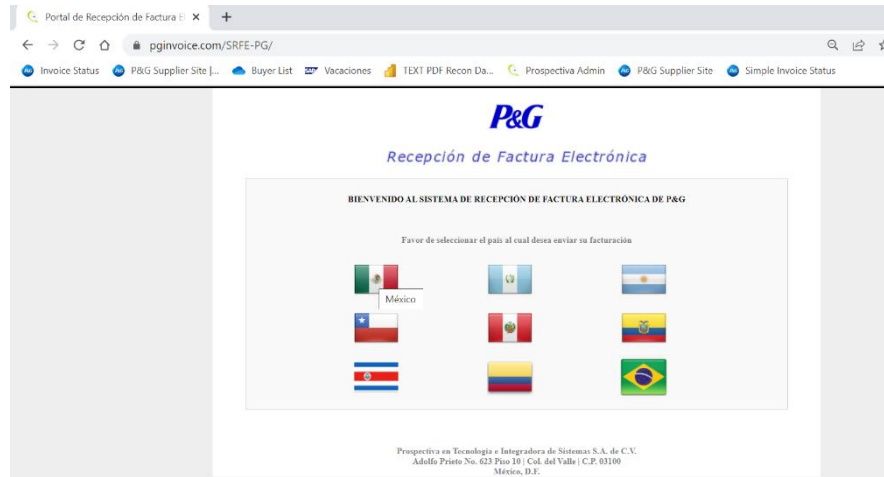 Portal de Recepción de Factura El
pginvoice.com/SRFE-PG/
Invoice Status P&G Supplier Site |... Buyer List SAP Vacaciones TEXT PDF Recon Da... Prospectiva Admin P&G Supplier Site Simple Invoice Status
P&G
Recepción de Factura Electrónica
BIENVENIDO AL SISTEMA DE RECEPCIÓN DE FACTURA ELECTRÓNICA DE P&G
Favor de seleccionar el país al cual desea enviar su facturación
México
Prospectiva en Tecnología e Integradora de Sistemas S.A. de C.V.
Adolfo Prieto No. 623 Piso 10 | Col. del Valle | C.P. 03100
México, D.F.